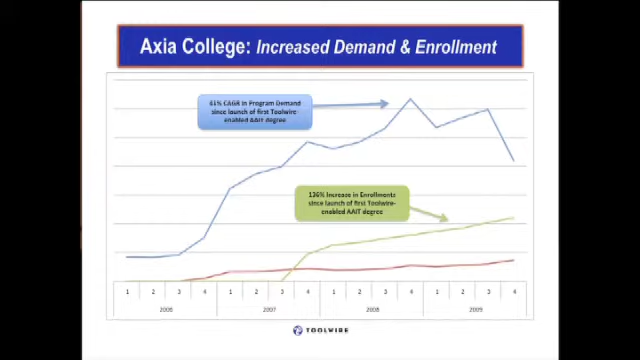 Axia College: Increased Demand & Enrollment
61% CAGR in Program Demand
since launch of first Toolwire-
enabled AAIT degree
136% Increase in Enrollments
since launch of first Toolwire-
enabled AAIT degree
1 2 3 4 1 2 3 4 1 2 3 4 1 2 3 4
2006 2007 2008 2009
TOOLWIRE